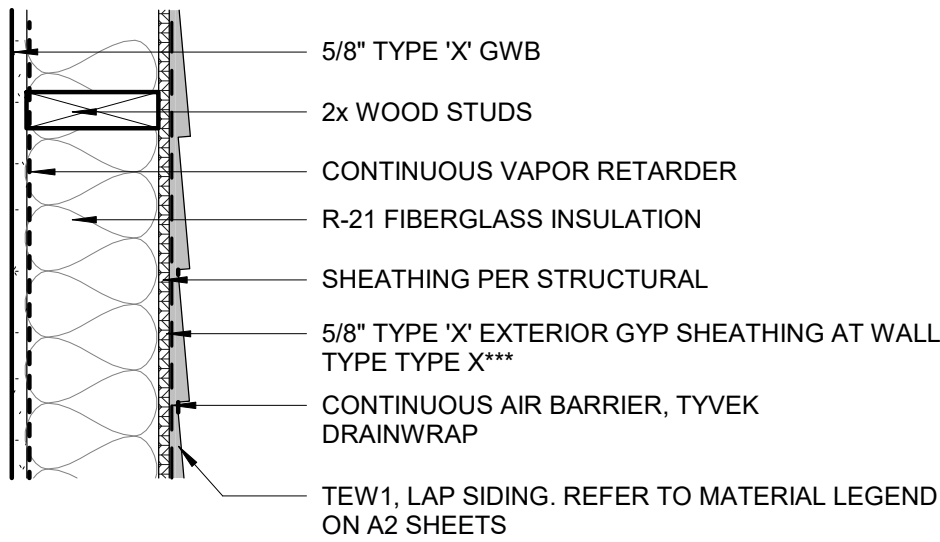 5/8" TYPE 'X' GWB
2x WOOD STUDS
CONTINUOUS VAPOR RETARDER
R-21 FIBERGLASS INSULATION
SHEATHING PER STRUCTURAL
5/8" TYPE 'X' EXTERIOR GYP SHEATHING AT WALL
TYPE TYPE X***
CONTINUOUS AIR BARRIER, TYVEK
DRAINWRAP
TEW1, LAP SIDING. REFER TO MATERIAL LEGEND
ON A2 SHEETS